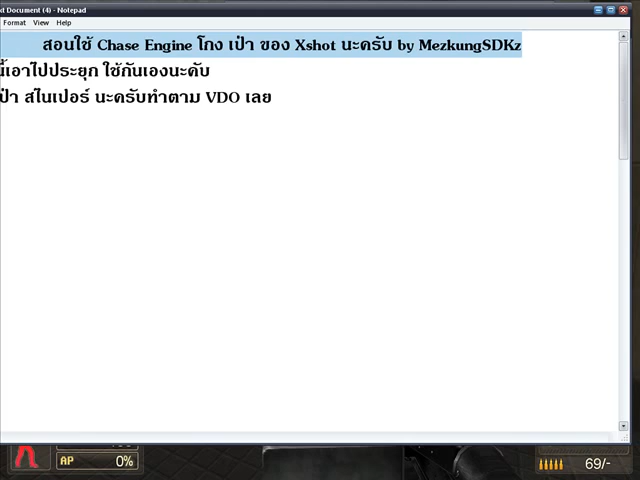 ct Document (4) - Notepad
Format View Help
สอนใช้ Chase Engine โกง เป้า ของ Xshot นะครับ by MezkungSDKz
นี้เอาไปประยุก ใช้กันเองนะคับ
เป้า สไนเปอร์ นะครับทำตาม VDO เลย
AP 0%
69/-